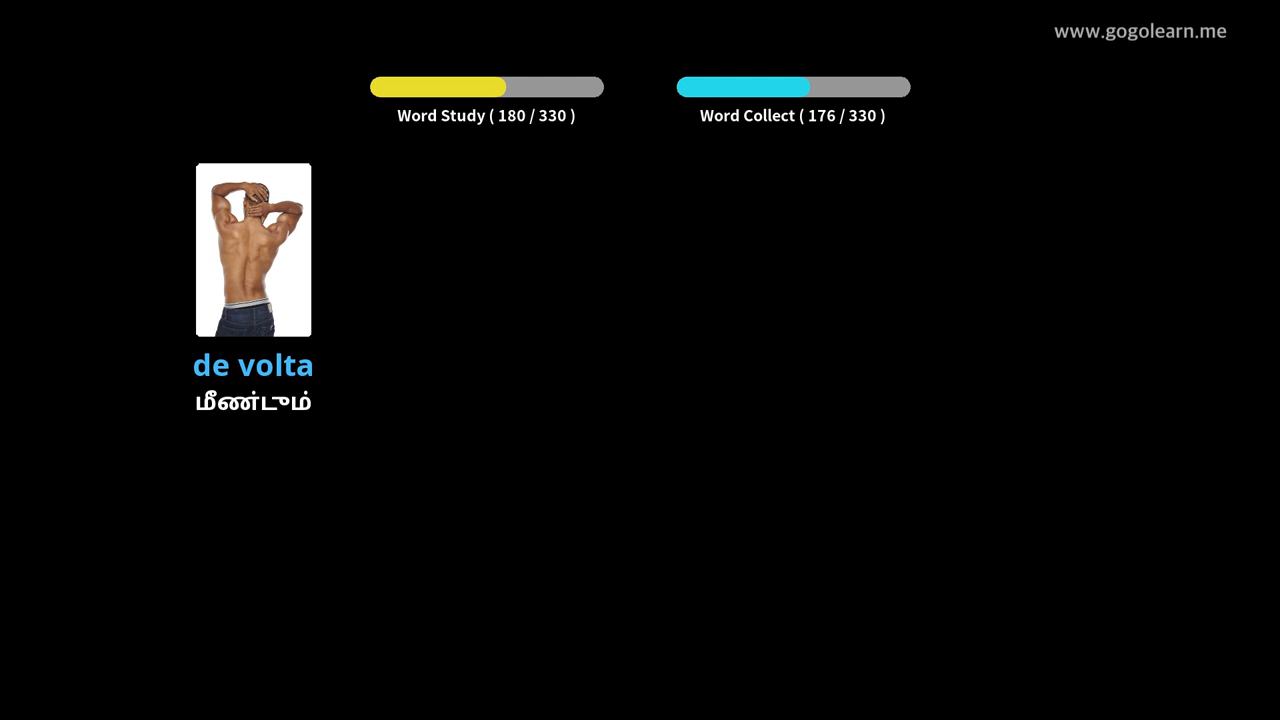 www.gogolearn.me
Word Study ( 180 / 330 )
Word Collect ( 176 / 330 )
de volta
மீண்டும்